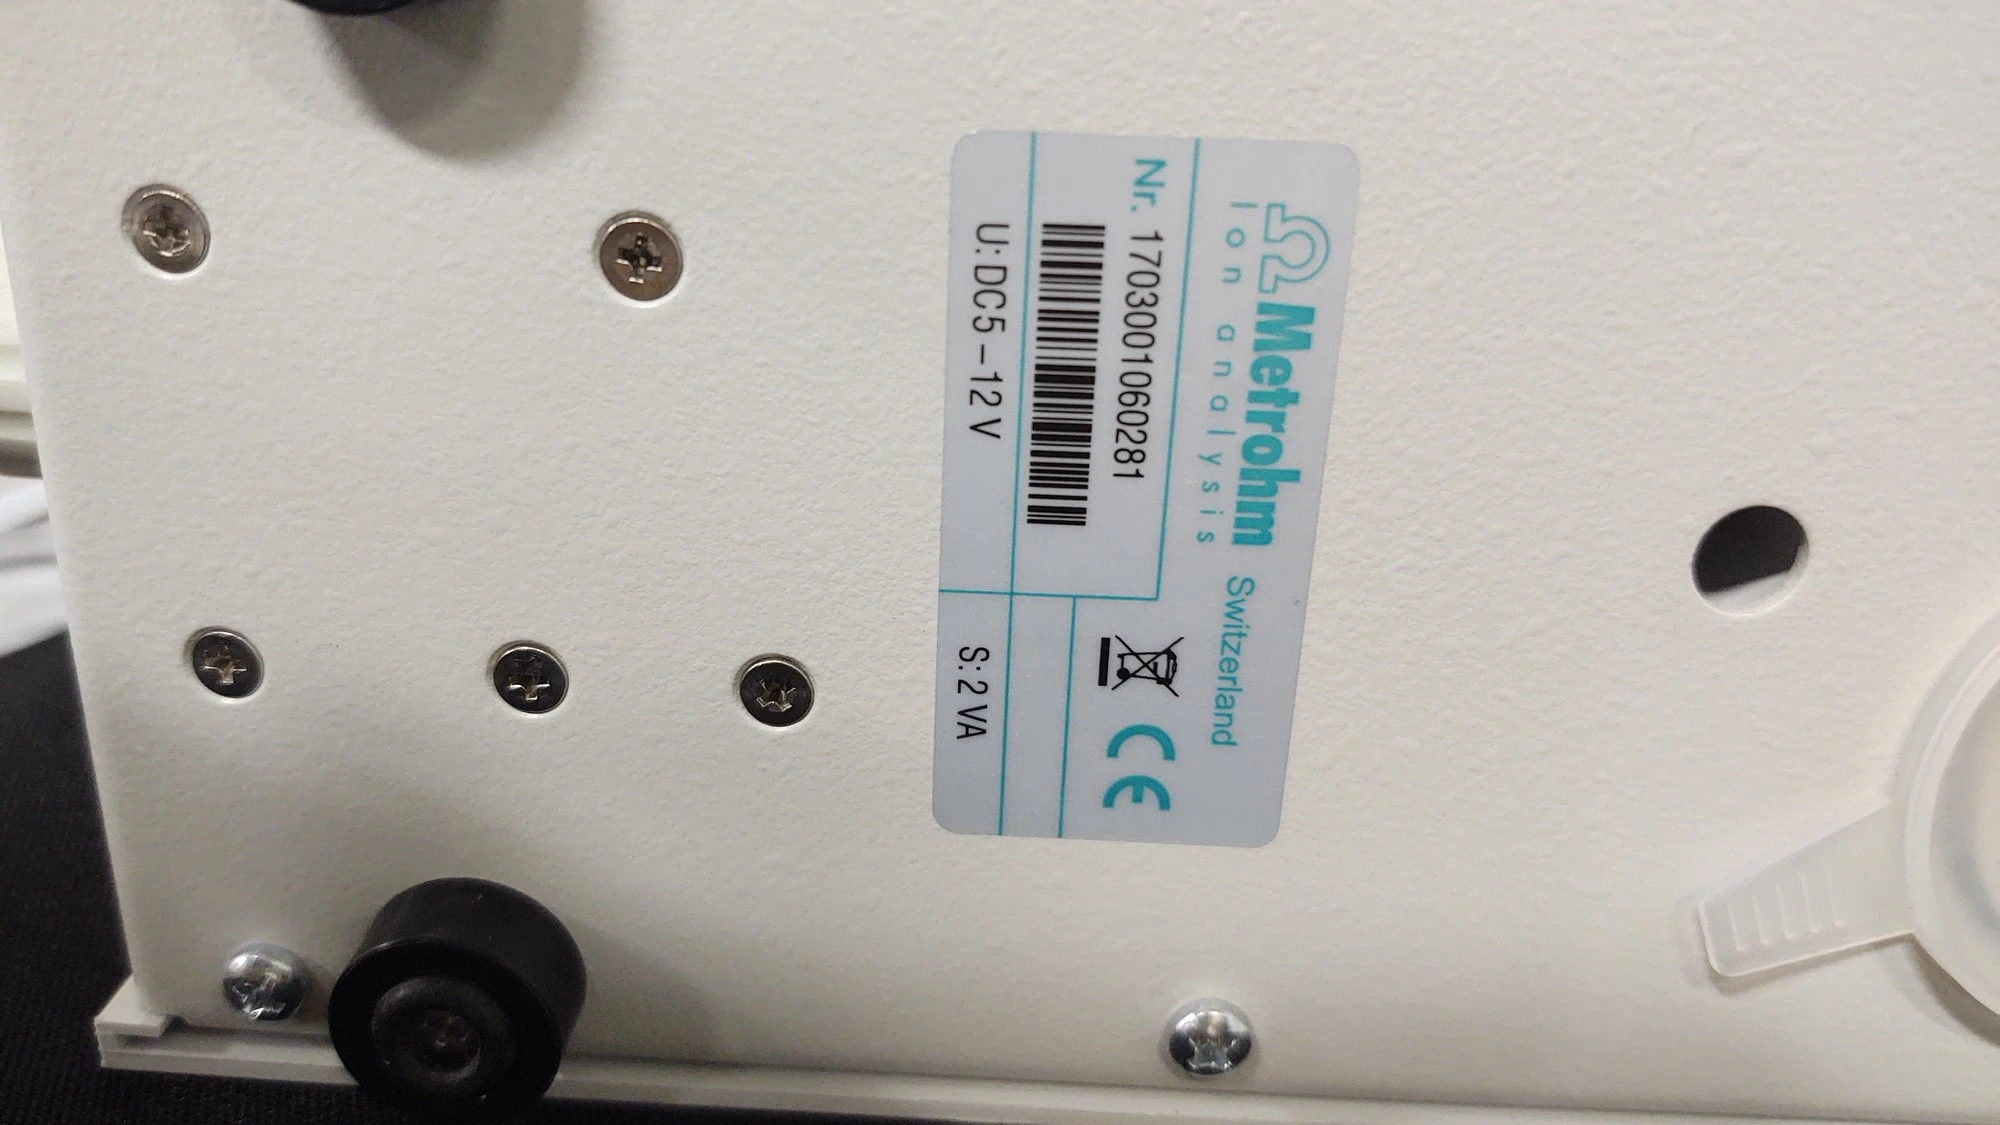 Metrohm Switzerland
Ion analysis
Nr. 1703001060281
CE
U: DC5–12 V
S: 2 VA